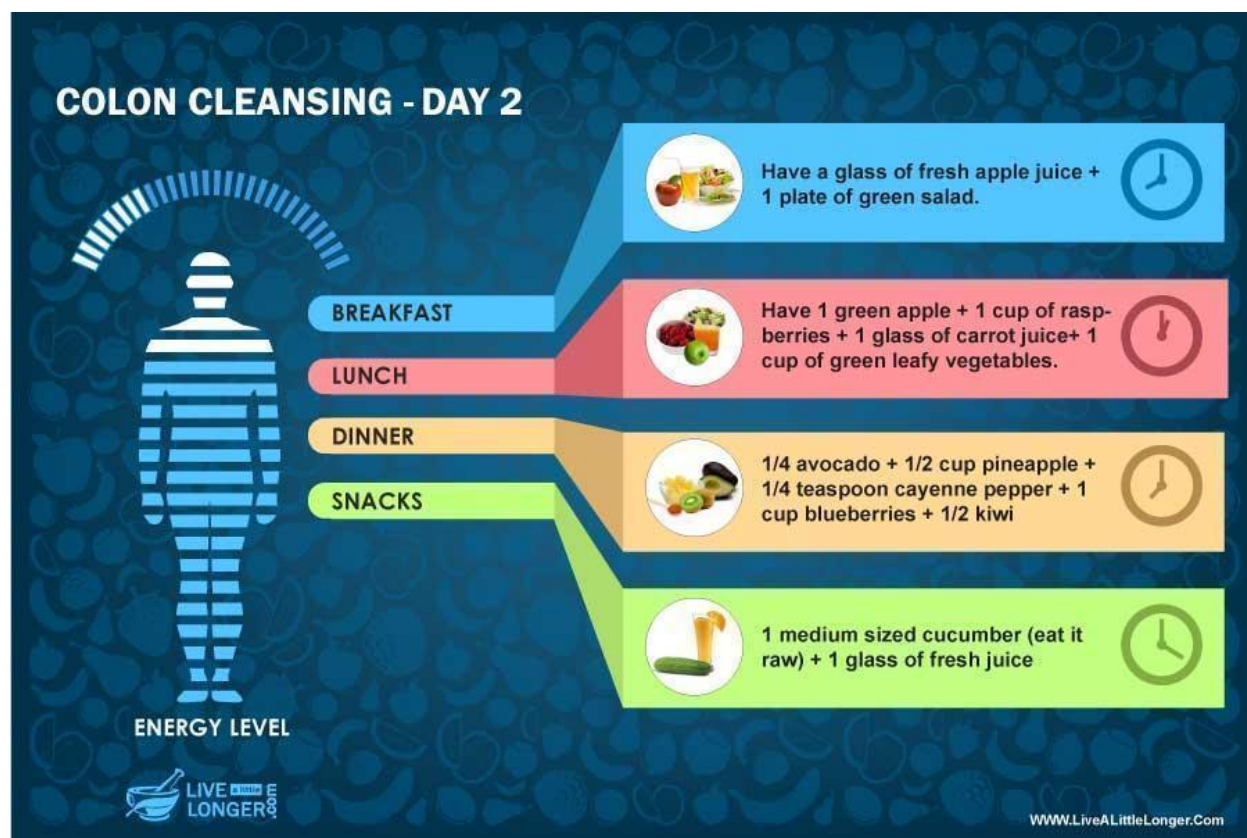 COLON CLEANSING - DAY 2
BREAKFAST
Have a glass of fresh apple juice +
1 plate of green salad.
LUNCH
Have 1 green apple + 1 cup of rasp-
berries + 1 glass of carrot juice+ 1
cup of green leafy vegetables.
DINNER
1/4 avocado + 1/2 cup pineapple +
1/4 teaspoon cayenne pepper + 1
cup blueberries + 1/2 kiwi
SNACKS
1 medium sized cucumber (eat it
raw) + 1 glass of fresh juice
ENERGY LEVEL
LIVE a little
LONGER.com
WWW.LiveALittleLonger.Com